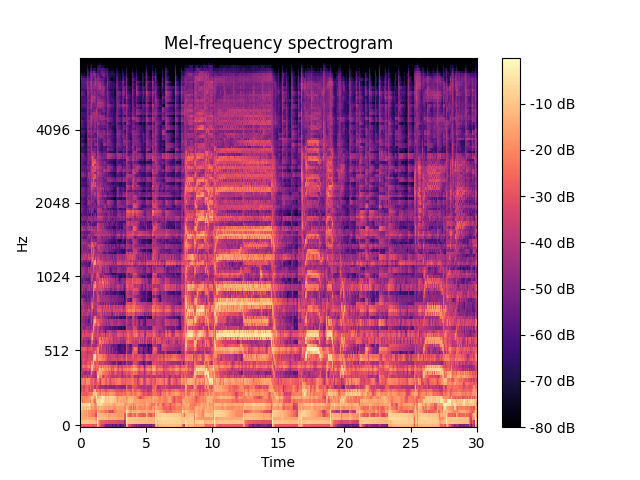 Mel-frequency spectrogram
Hz
4096
2048
1024
512
0
0 5 10 15 20 25 30
Time
-10 dB
-20 dB
-30 dB
-40 dB
-50 dB
-60 dB
-70 dB
-80 dB